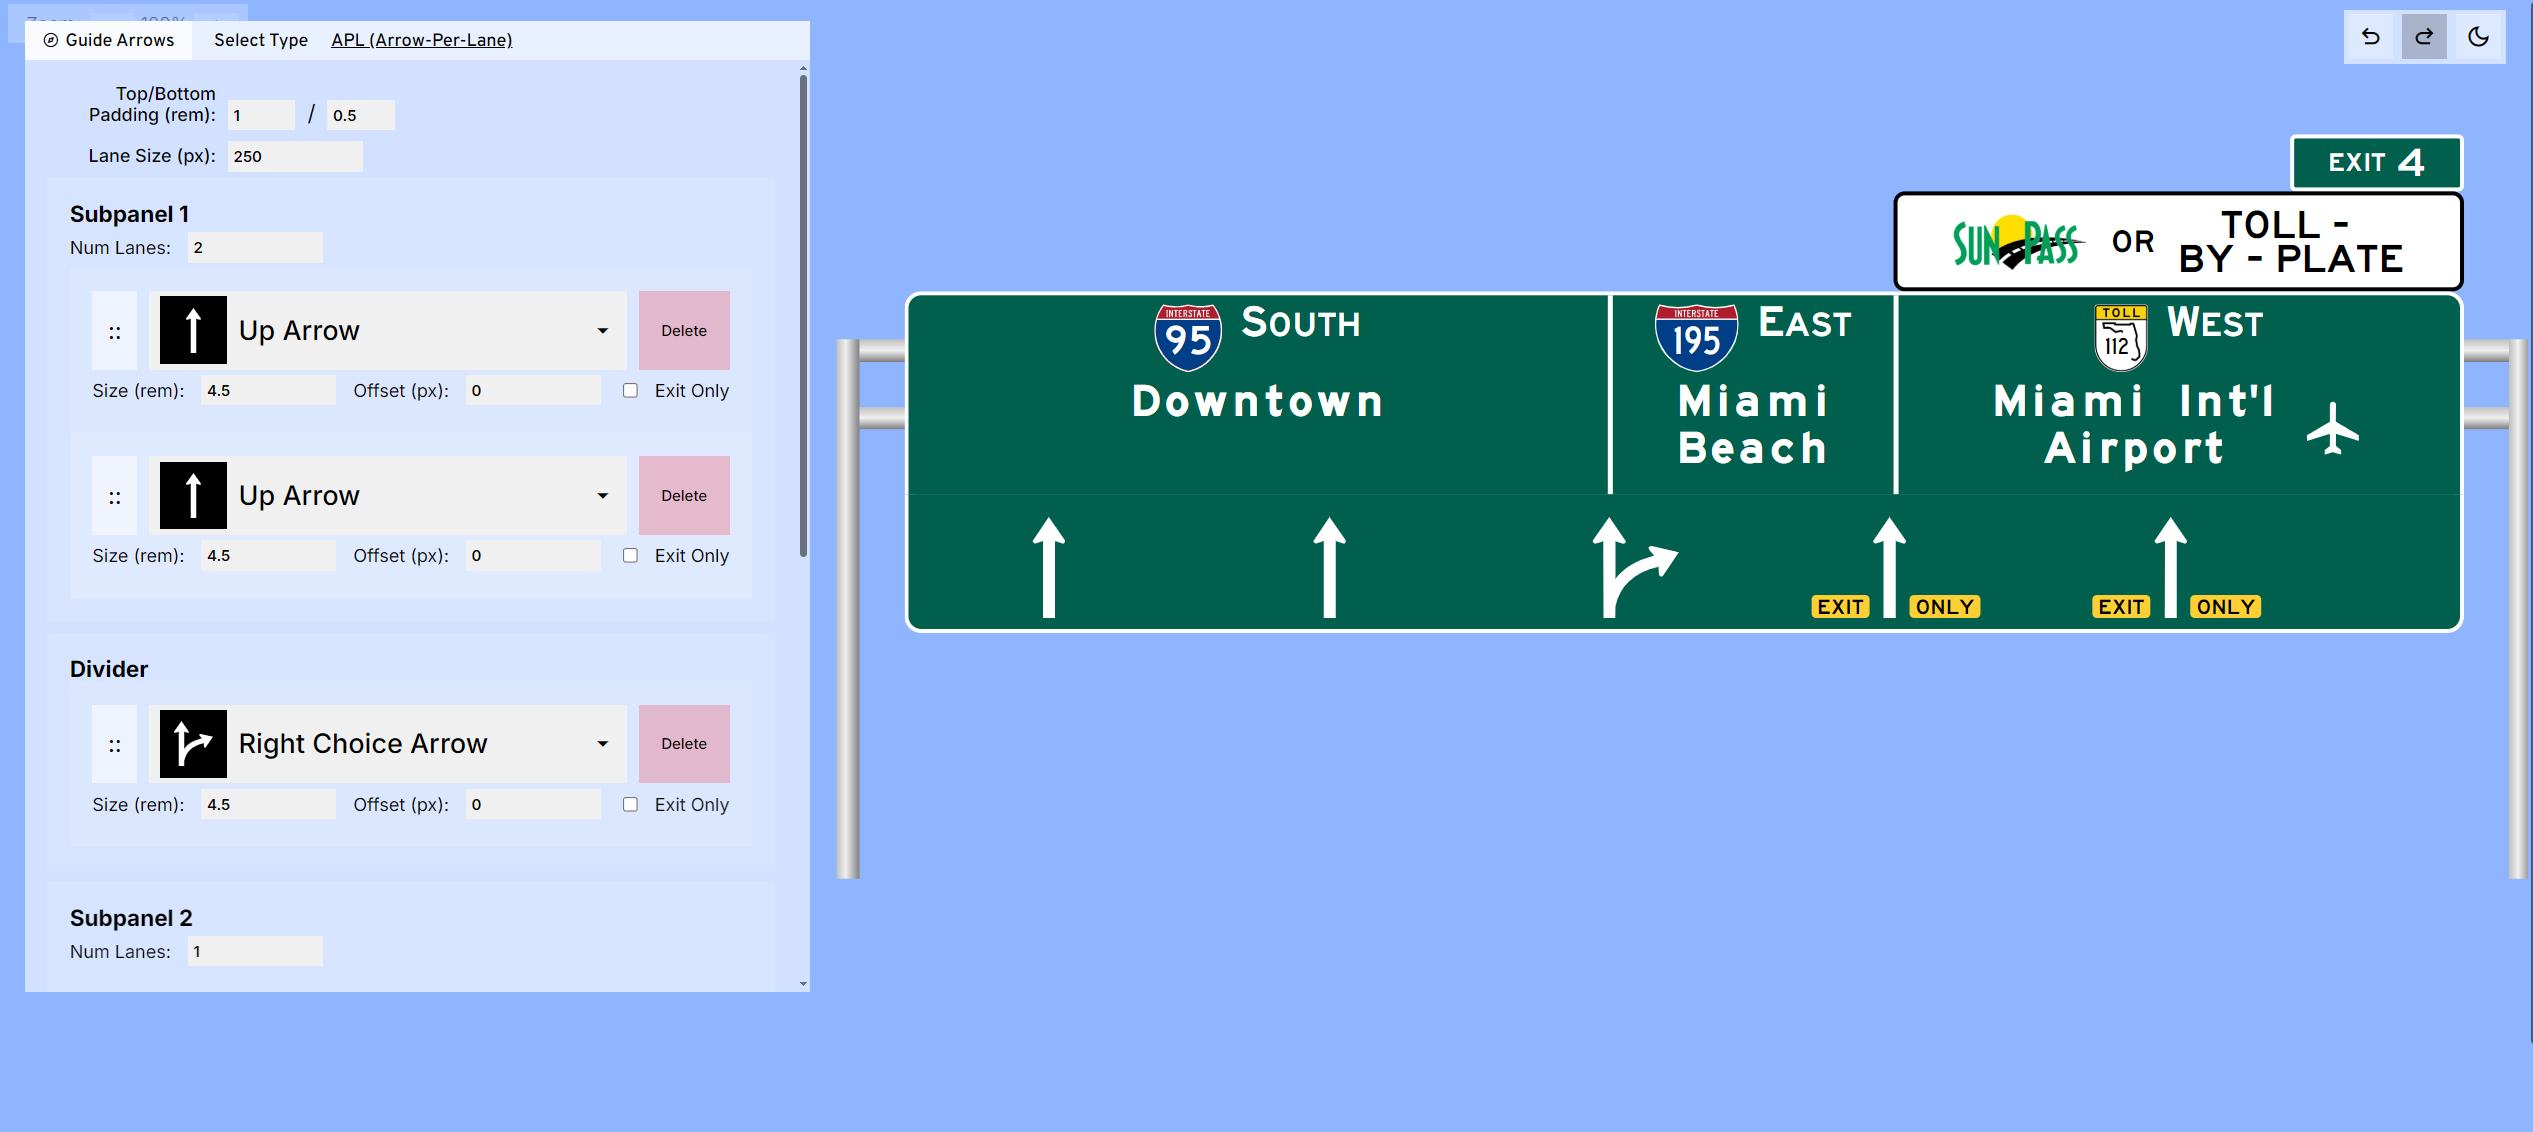 Zoom 100%
Guide Arrows Select Type APL (Arrow-Per-Lane)
Top/Bottom
Padding (rem): 1 / 0.5
Lane Size (px): 250
Subpanel 1
Num Lanes: 2
:: Up Arrow Delete
Size (rem): 4.5 Offset (px): 0 Exit Only
:: Up Arrow Delete
Size (rem): 4.5 Offset (px): 0 Exit Only
Divider
:: Right Choice Arrow Delete
Size (rem): 4.5 Offset (px): 0 Exit Only
Subpanel 2
Num Lanes: 1
EXIT 4
SUNPASS OR TOLL -
BY - PLATE
INTERSTATE
95 SOUTH
Downtown
INTERSTATE
195 EAST
Miami
Beach
TOLL
112 WEST
Miami Int'l
Airport
EXIT ONLY EXIT ONLY